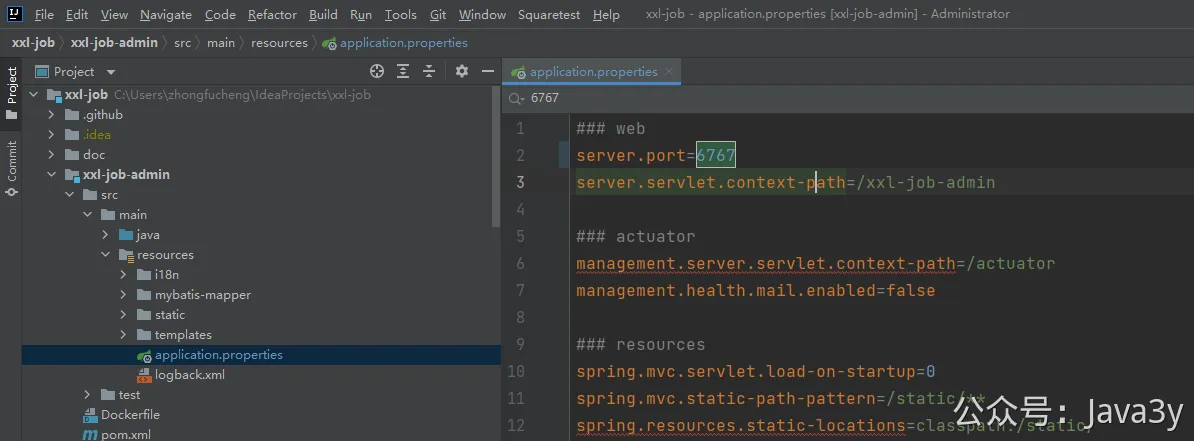 File Edit View Navigate Code Refactor Build Run Tools Git Window Squaretest Help xxl-job - application.properties [xxl-job-admin] - Administrator
xxl-job xxl-job-admin src main resources application.properties
Project
Commit
Project
xxl-job C:\Users\zhongfucheng\IdeaProjects\xxl-job
.github
.idea
doc
xxl-job-admin
src
main
java
resources
i18n
mybatis-mapper
static
templates
application.properties
logback.xml
test
Dockerfile
pom.xml
application.properties
6767
1 ### web
2 server.port=6767
3 server.servlet.context-path=/xxl-job-admin
4
5 ### actuator
6 management.server.servlet.context-path=/actuator
7 management.health.mail.enabled=false
8
9 ### resources
10 spring.mvc.servlet.load-on-startup=0
11 spring.mvc.static-path-pattern=/static/**
12 spring.resources.static-locations=classpath:/static/
公众号：Java3y